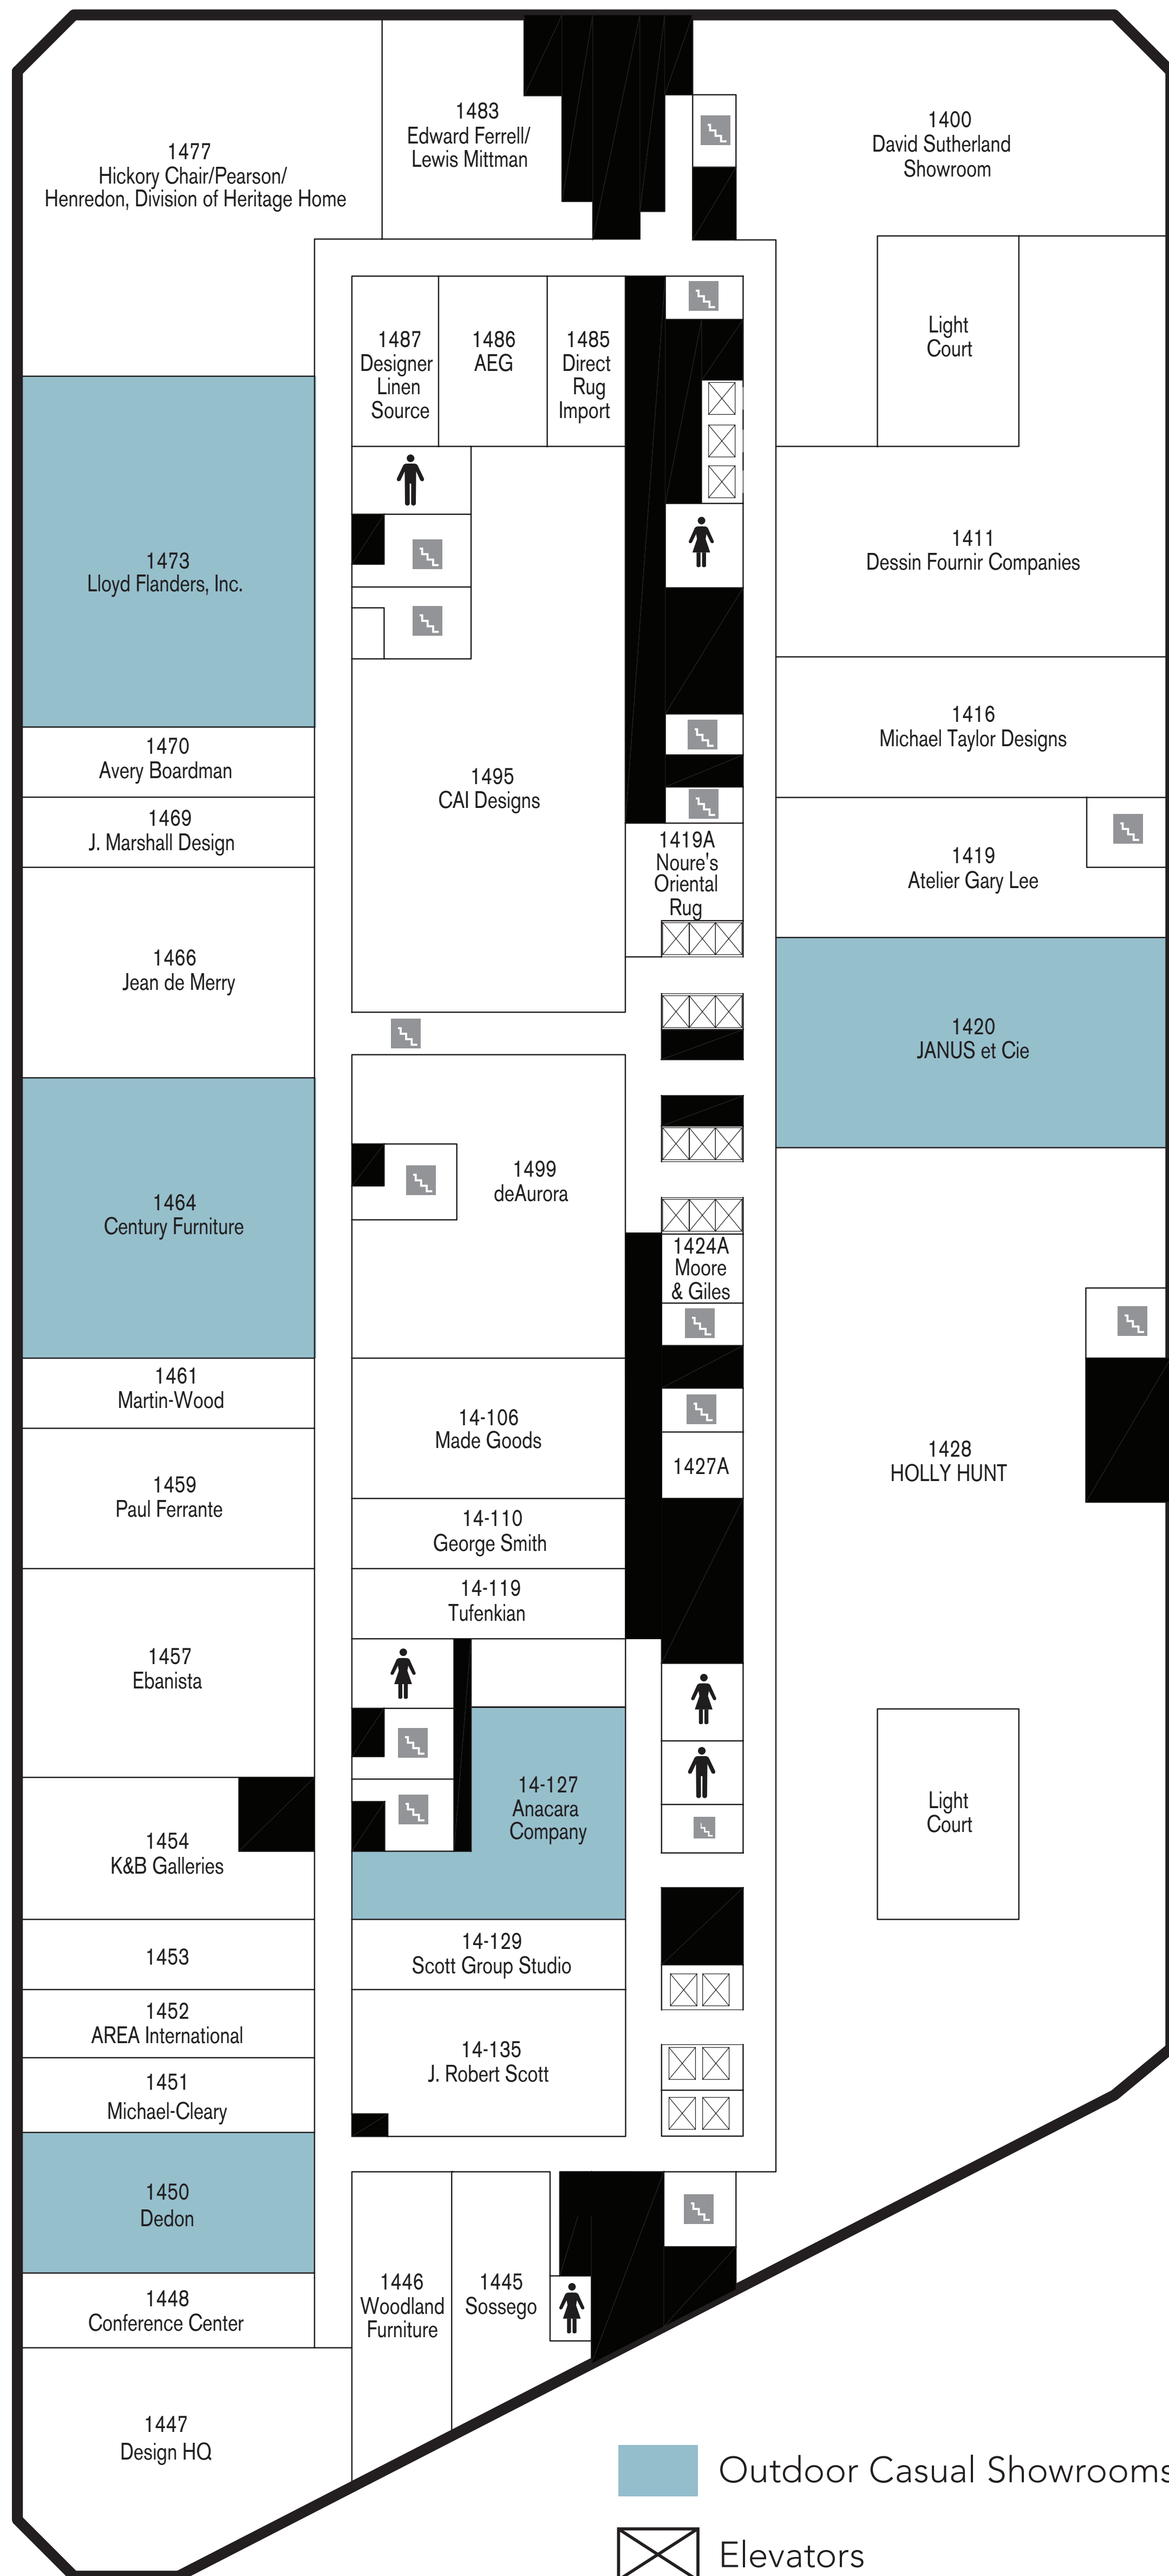 1477
Hickory Chair/Pearson/
Henredon, Division of Heritage Home
1483
Edward Ferrell/
Lewis Mittman
1400
David Sutherland
Showroom
Light
Court
1487
Designer
Linen
Source
1486
AEG
1485
Direct
Rug
Import
1473
Lloyd Flanders, Inc.
1411
Dessin Fournir Companies
1470
Avery Boardman
1416
Michael Taylor Designs
1495
CAI Designs
1469
J. Marshall Design
1419A
Noure's
Oriental
Rug
1419
Atelier Gary Lee
1466
Jean de Merry
1420
JANUS et Cie
1464
Century Furniture
1499
deAurora
1424A
Moore
& Giles
1461
Martin-Wood
14-106
Made Goods
1427A
1428
HOLLY HUNT
1459
Paul Ferrante
14-110
George Smith
14-119
Tufenkian
1457
Ebanista
14-127
Anacara
Company
Light
Court
1454
K&B Galleries
1453
14-129
Scott Group Studio
1452
AREA International
14-135
J. Robert Scott
1451
Michael-Cleary
1450
Dedon
1448
Conference Center
1446
Woodland
Furniture
1445
Sossego
1447
Design HQ
Outdoor Casual Showrooms
Elevators